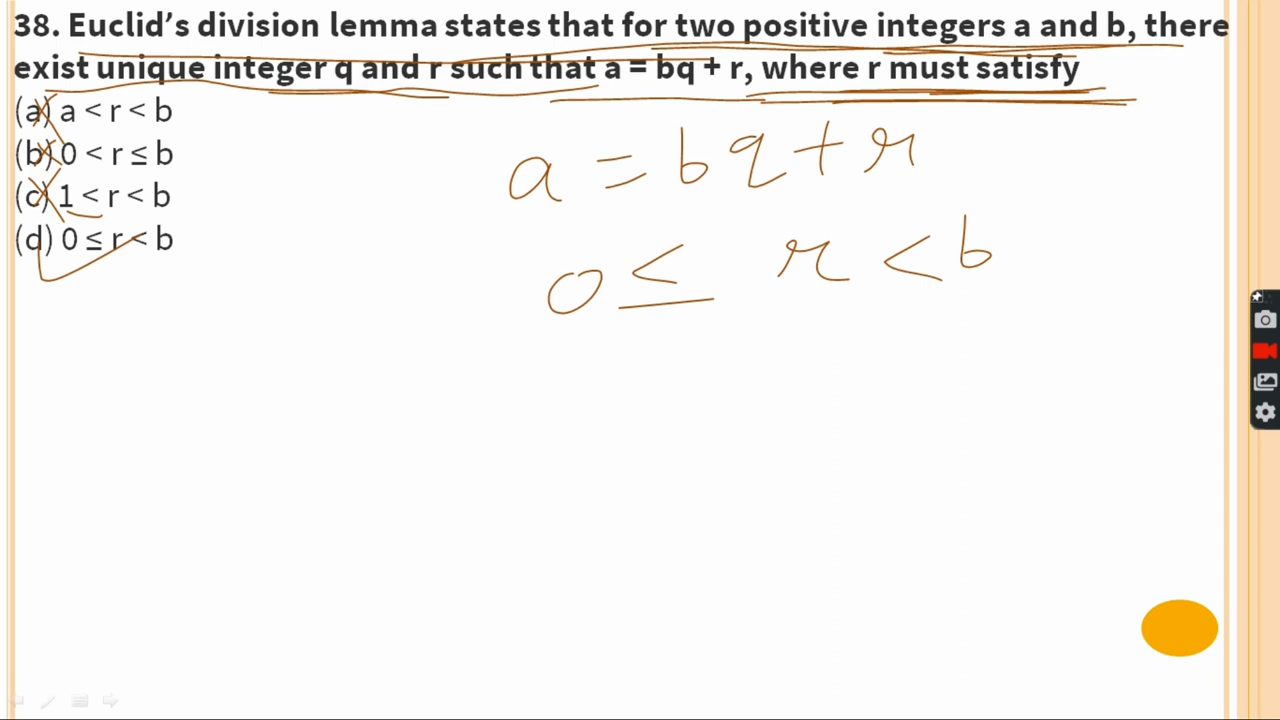 38. Euclid’s division lemma states that for two positive integers a and b, there
exist unique integer q and r such that a = bq + r, where r must satisfy
(a) a < r < b
(b) 0 < r ≤ b
(c) 1 < r < b
(d) 0 ≤ r < b
a = bq + r
0 ≤ r < b